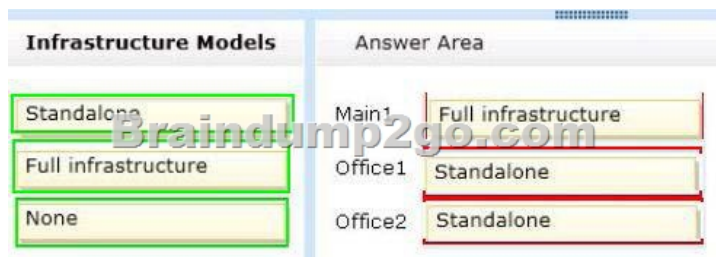 Infrastructure Models
Answer Area
Standalone
Main1
Full infrastructure
Braindump2go.com
Full infrastructure
Office1
Standalone
None
Office2
Standalone